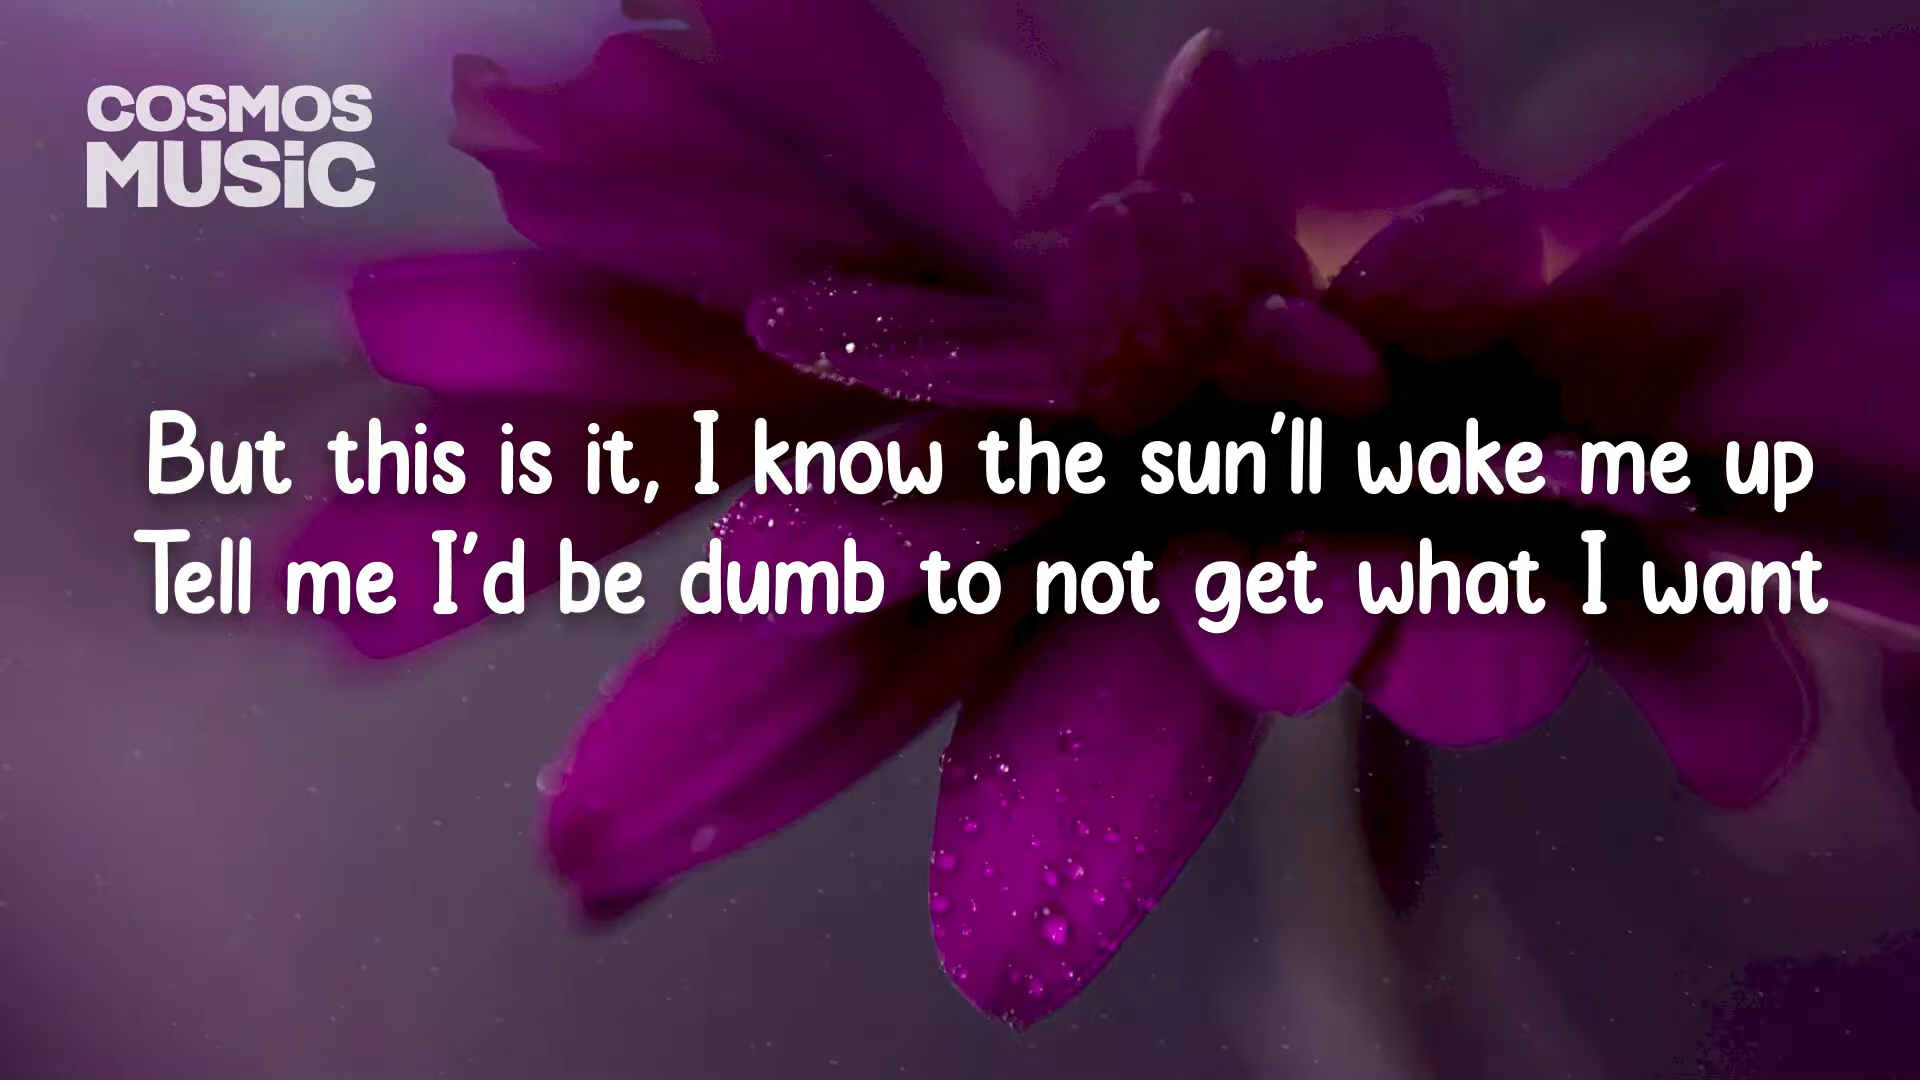 COSMOS
MUSiC
But this is it, I know the sun'll wake me up
Tell me I'd be dumb to not get what I want